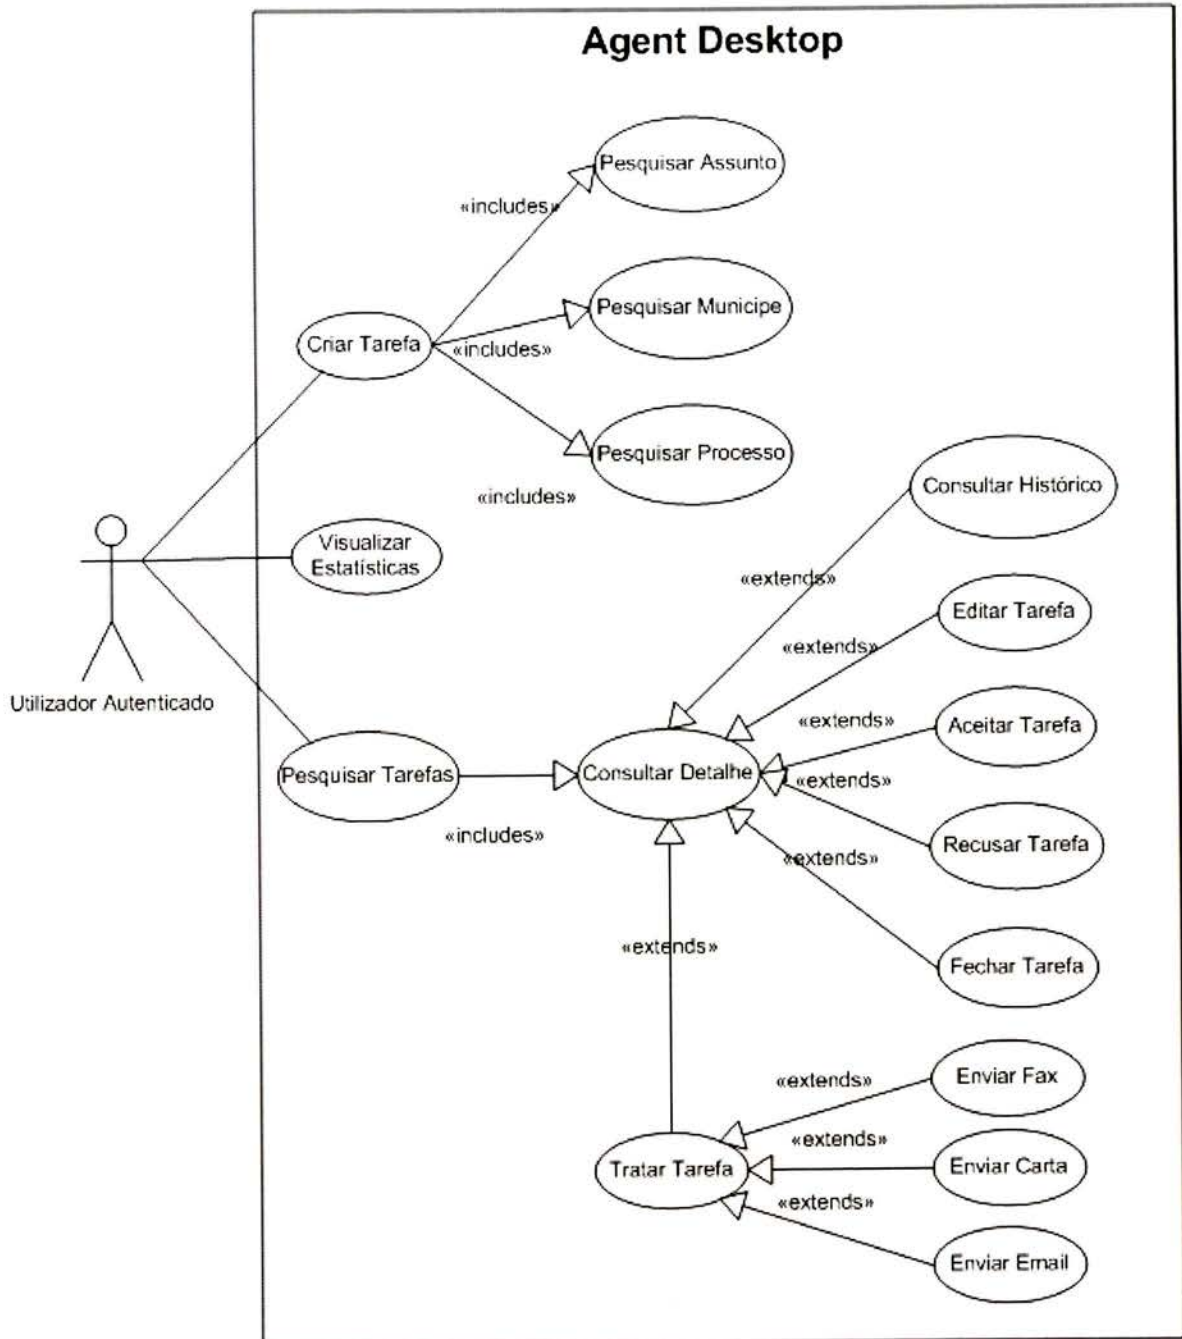 Agent Desktop
Pesquisar Assunto
«includes»
Pesquisar Municipe
Criar Tarefa
«includes»
Pesquisar Processo
«includes»
Consultar Histórico
Visualizar
Estatísticas
«extends»
Editar Tarefa
«extends»
Utilizador Autenticado
Aceitar Tarefa
«extends»
Pesquisar Tarefas
Consultar Detalhe
«extends»
«includes»
Recusar Tarefa
«extends»
«extends»
Fechar Tarefa
«extends»
Enviar Fax
«extends»
Tratar Tarefa
Enviar Carta
«extends»
Enviar Email